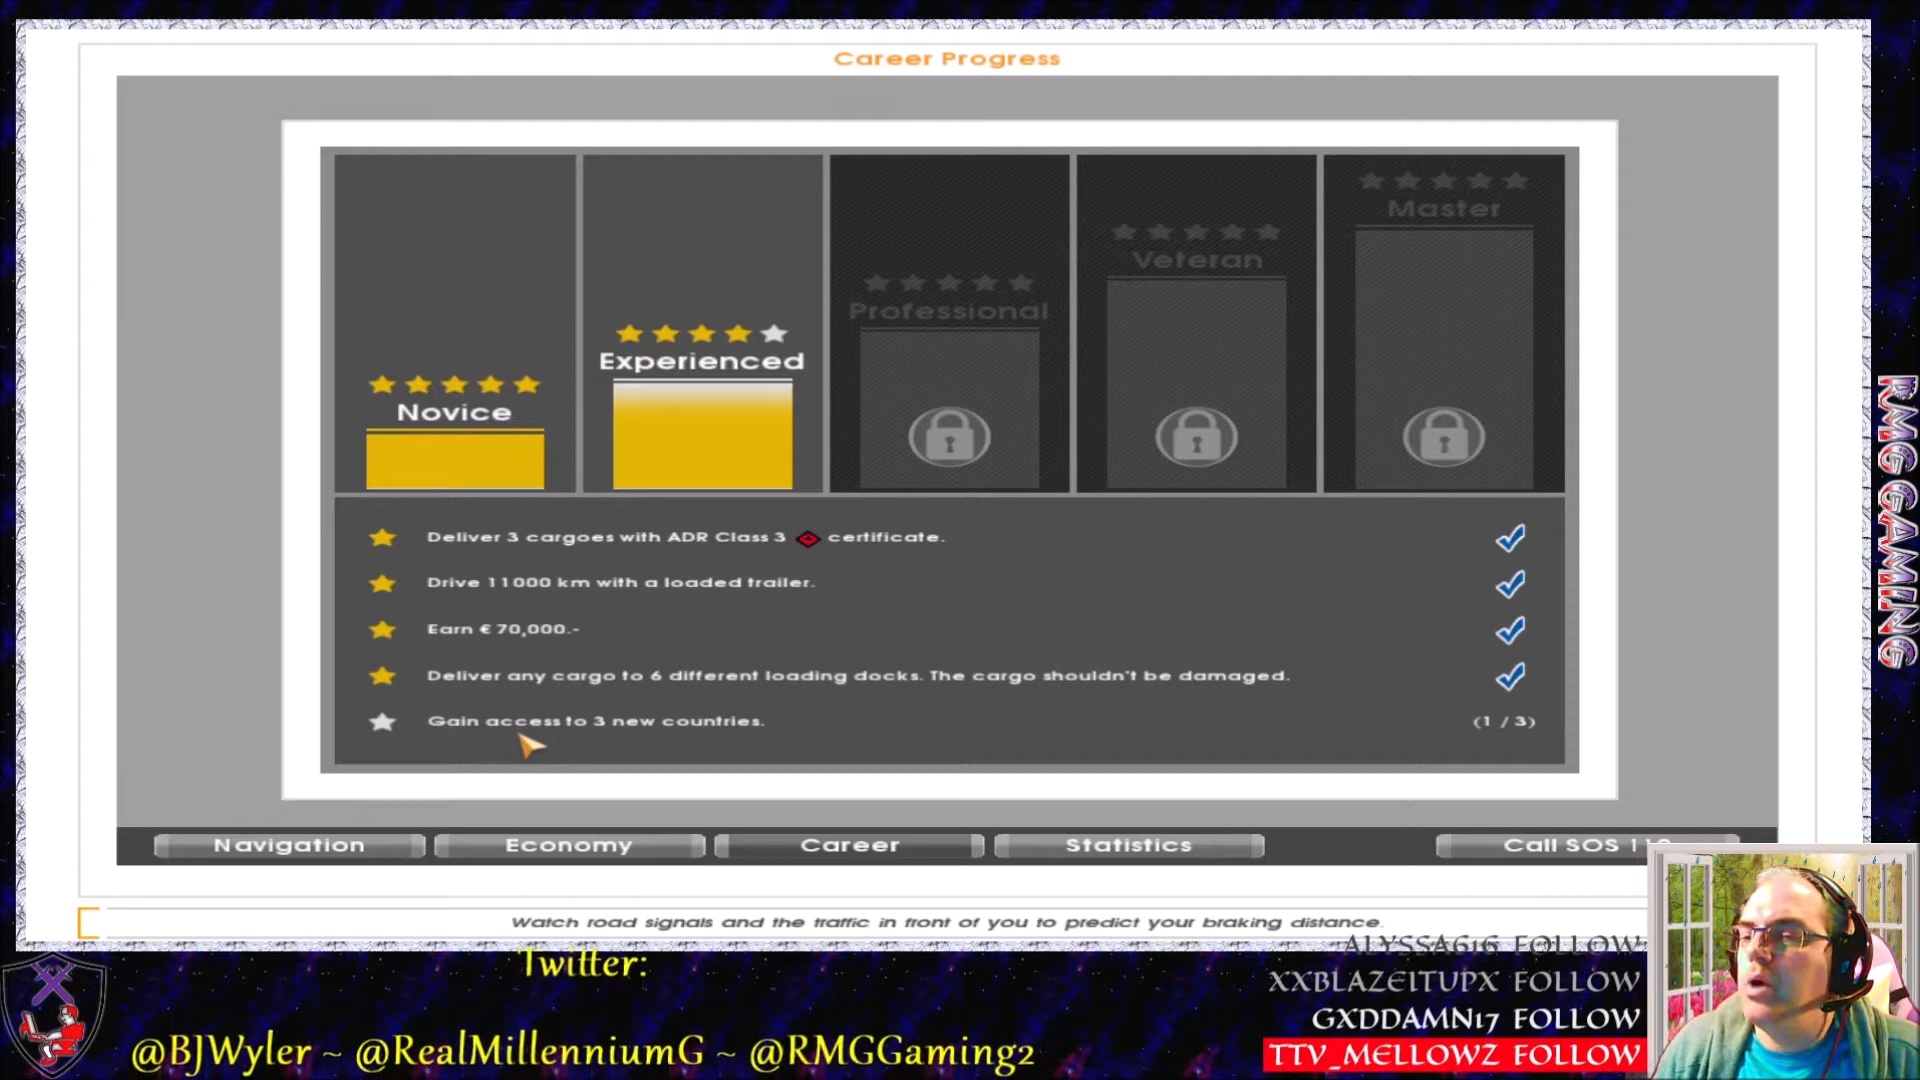 Career Progress
Novice
Experienced
Professional
Veteran
Master
Deliver 3 cargoes with ADR Class 3 certificate.
Drive 11000 km with a loaded trailer.
Earn € 70,000.-
Deliver any cargo to 6 different loading docks. The cargo shouldn't be damaged.
Gain access to 3 new countries. (1 / 3)
Navigation Economy Career Statistics Call SOS
Watch road signals and the traffic in front of you to predict your braking distance.
Twitter:
@BJWyler ~ @RealMillenniumG ~ @RMGGaming2
ALYSSA616 FOLLOW
XXBLAZEITUPX FOLLOW
GXDDAMN17 FOLLOW
TTV_MELLOWZ FOLLOW
RMG GAMING